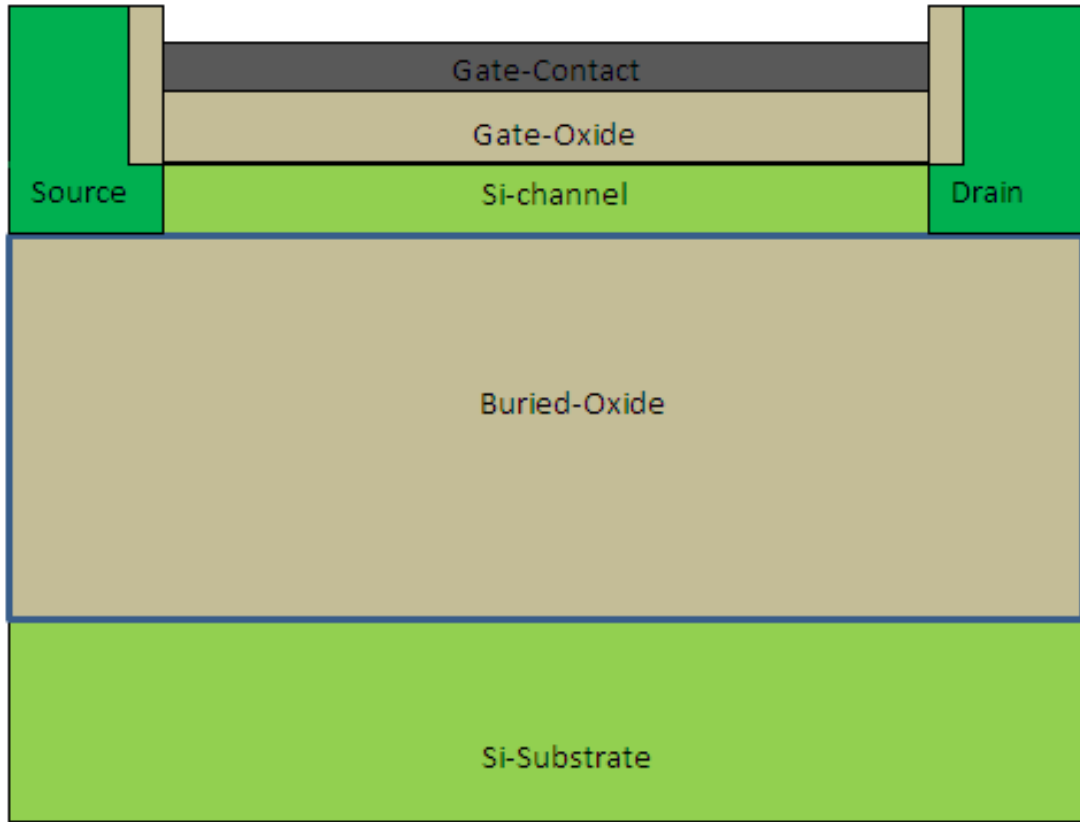 Gate-Contact
Gate-Oxide
Source
Si-channel
Drain
Buried-Oxide
Si-Substrate